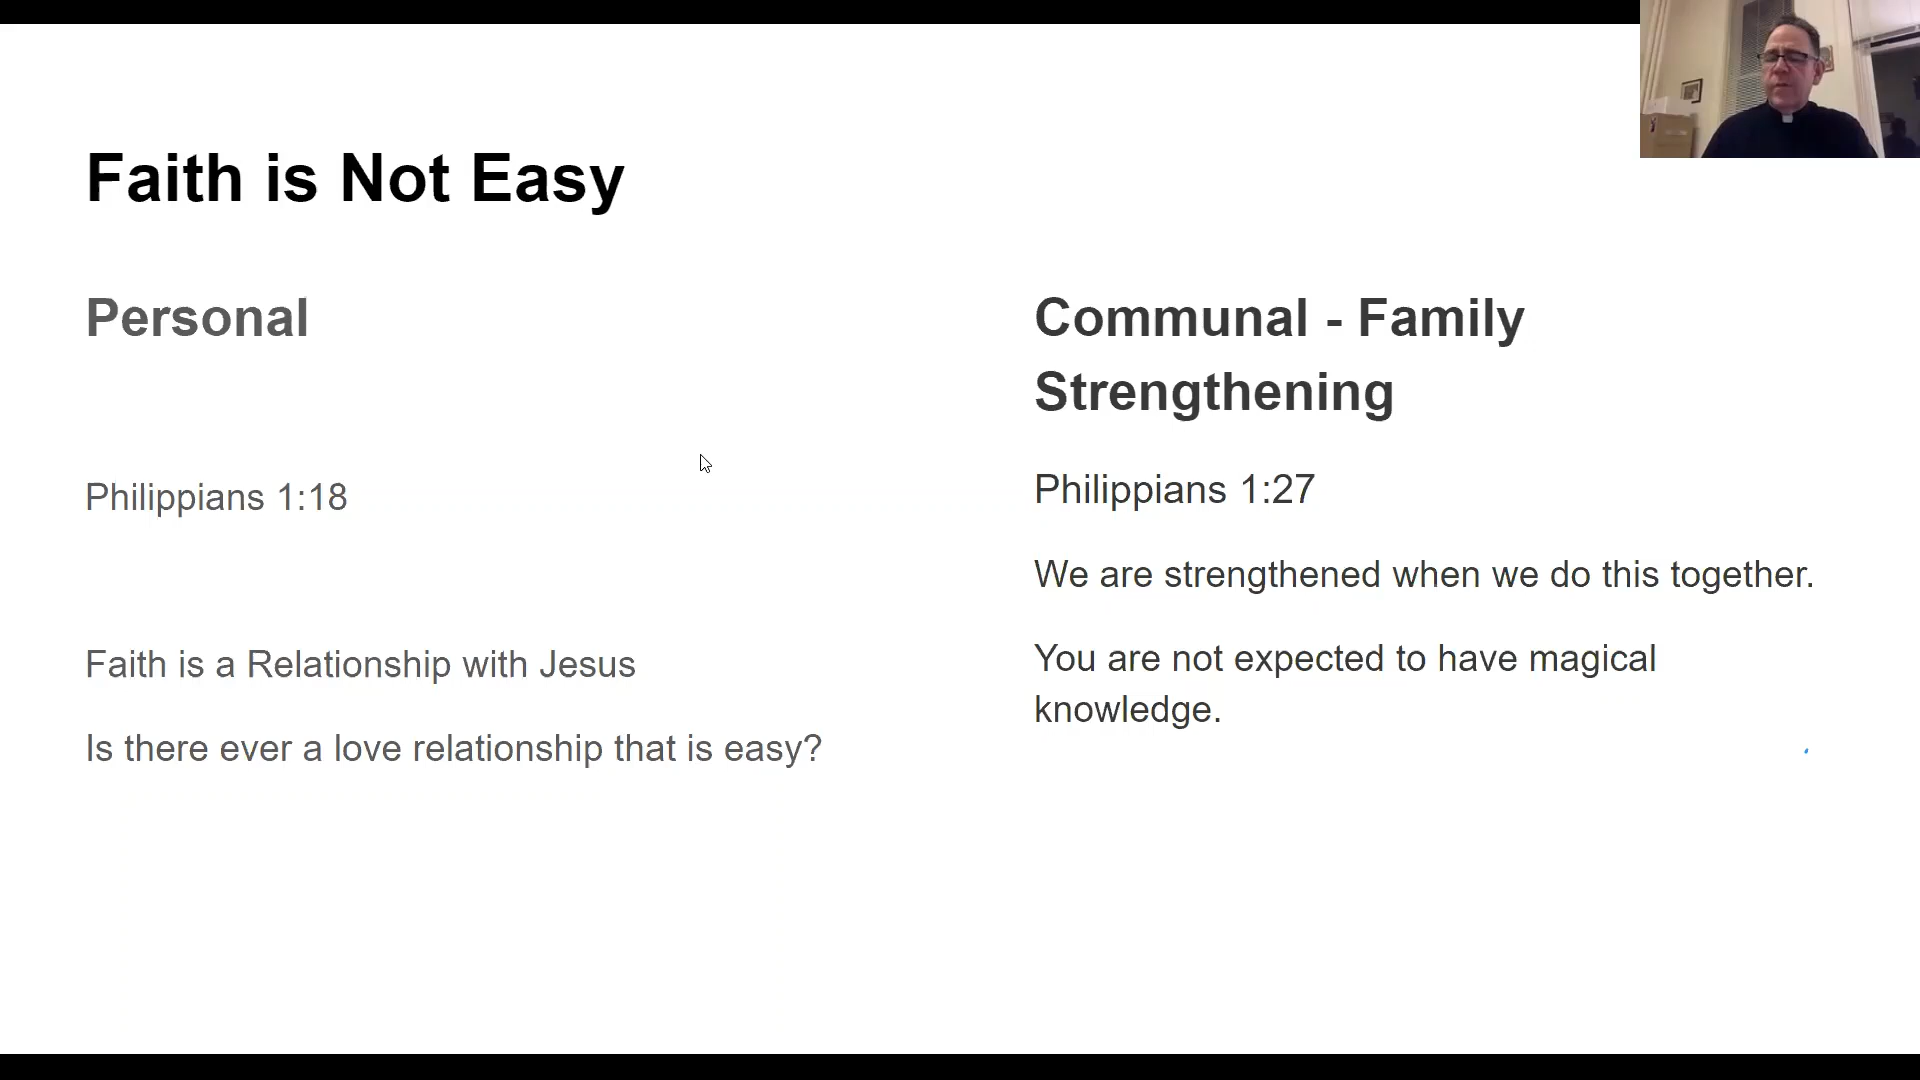 Faith is Not Easy
Personal
Philippians 1:18
Faith is a Relationship with Jesus
Is there ever a love relationship that is easy?
Communal - Family
Strengthening
Philippians 1:27
We are strengthened when we do this together.
You are not expected to have magical
knowledge.